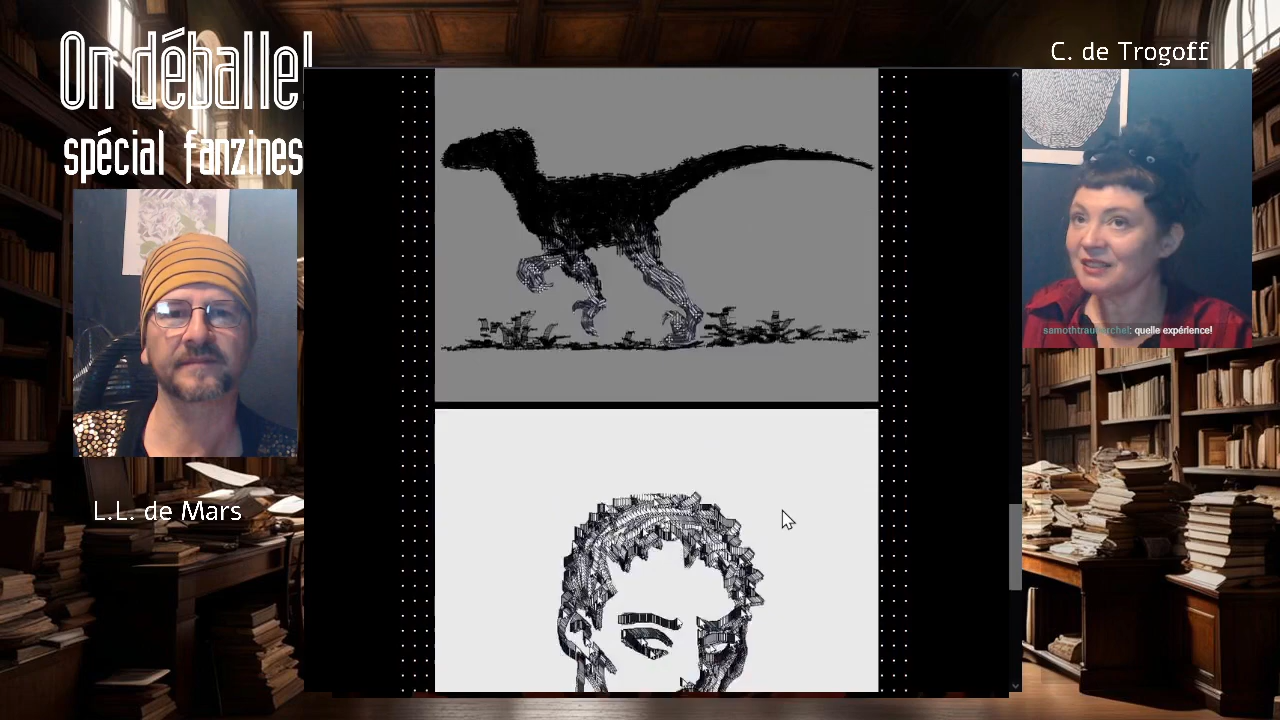 On déballe!
spécial fanzines
C. de Trogoff
quelle expérience!
L.L. de Mars